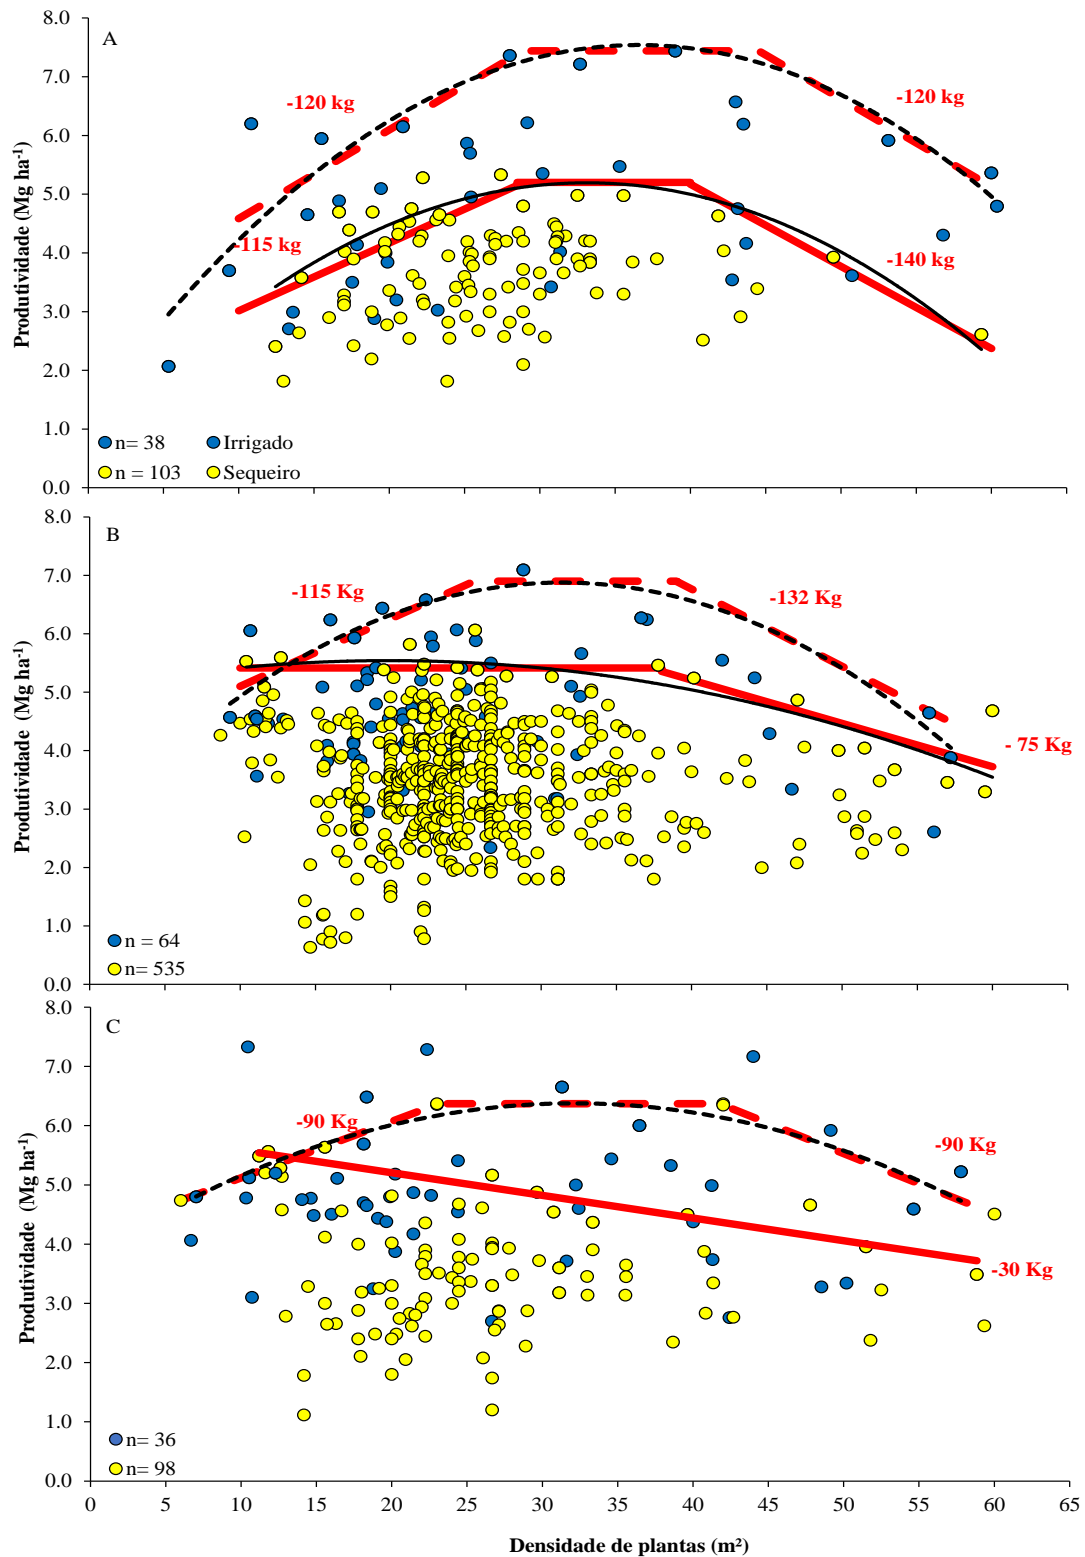 8.0
A
7.0
-120 kg
-120 kg
6.0
5.0
-115 kg
4.0
-140 kg
3.0
2.0
1.0
n= 38 Irrigado
n = 103 Sequeiro
0.0
Produtividade (Mg ha⁻¹)
8.0
B
7.0
-115 Kg
-132 Kg
6.0
5.0
4.0
- 75 Kg
3.0
2.0
1.0
n = 64
n= 535
0.0
Produtividade (Mg ha⁻¹)
8.0
C
7.0
6.0
-90 Kg
-90 Kg
5.0
4.0
-30 Kg
3.0
2.0
1.0
n= 36
n= 98
0.0
Produtividade (Mg ha⁻¹)
0 5 10 15 20 25 30 35 40 45 50 55 60 65
Densidade de plantas (m²)